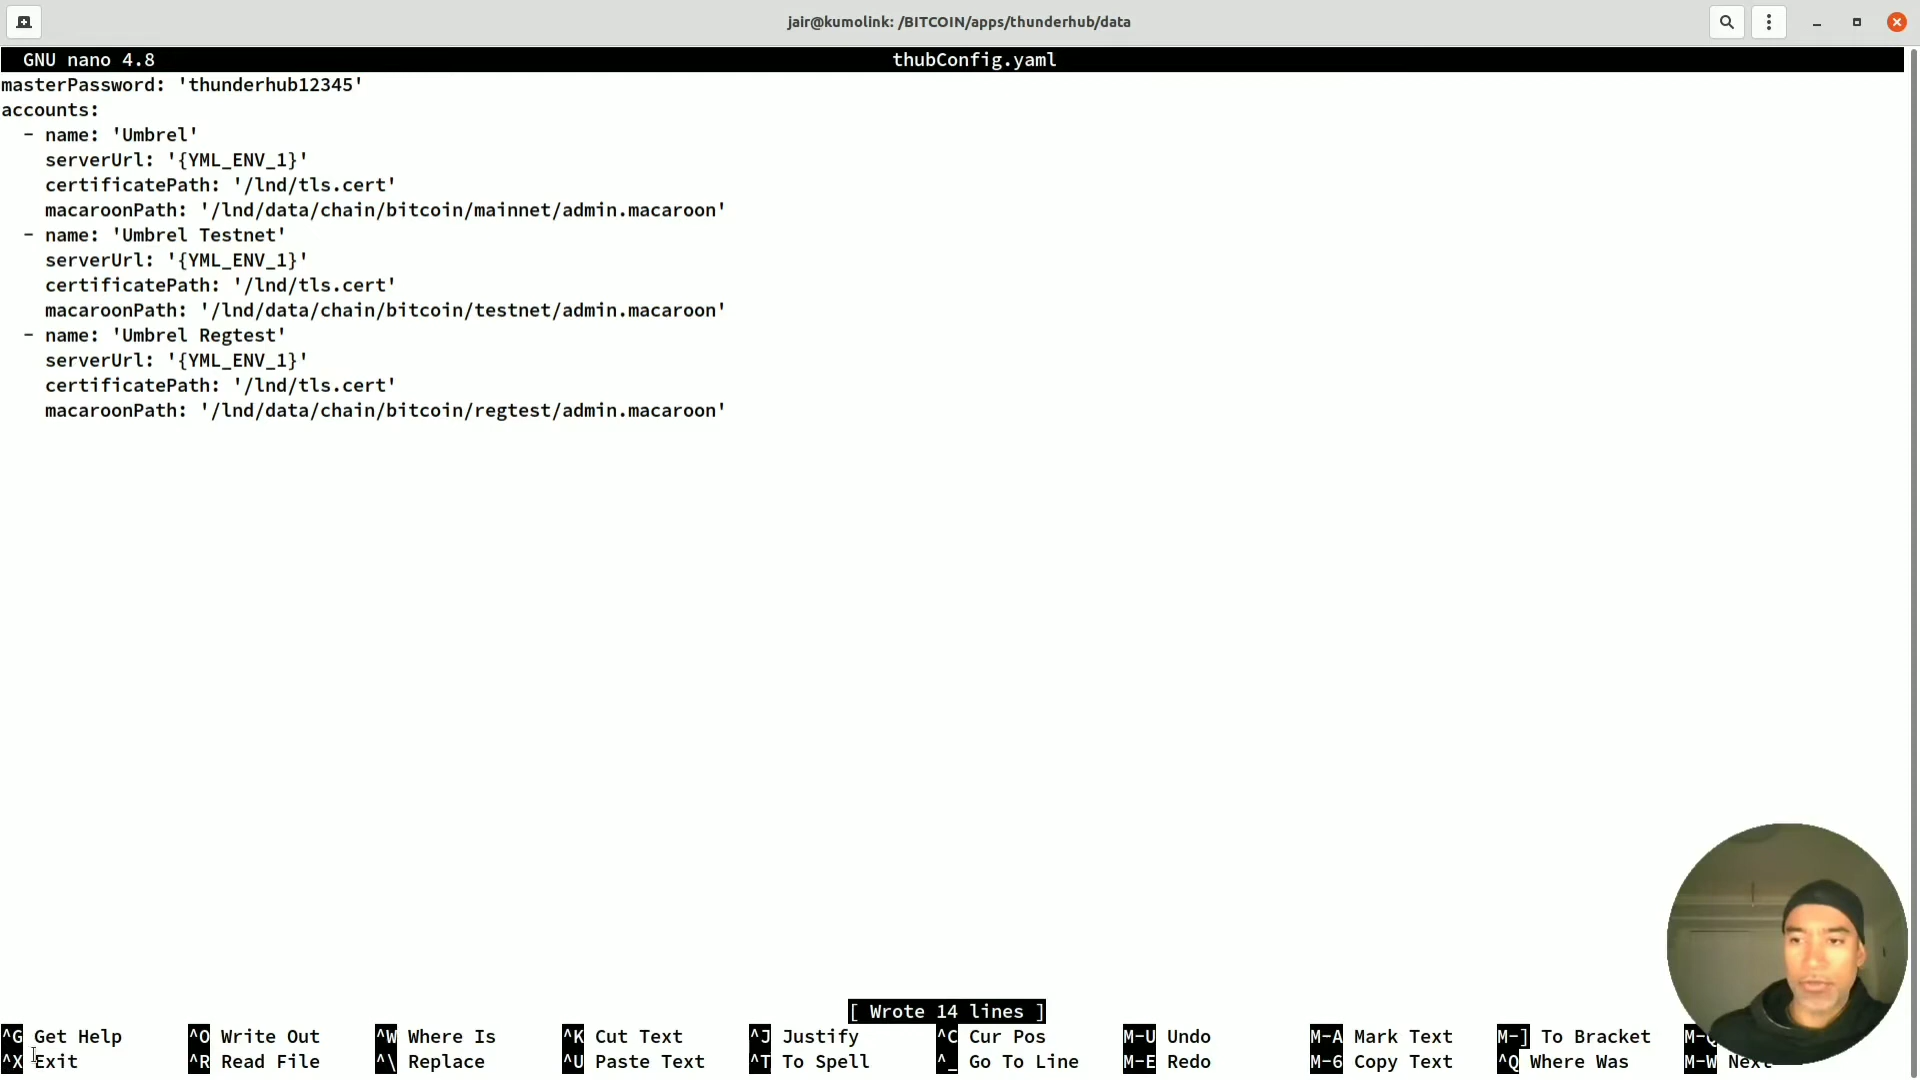 jair@kumolink: /BITCOIN/apps/thunderhub/data
GNU nano 4.8 thubConfig.yaml
masterPassword: 'thunderhub12345'
accounts:
  - name: 'Umbrel'
    serverUrl: '{YML_ENV_1}'
    certificatePath: '/lnd/tls.cert'
    macaroonPath: '/lnd/data/chain/bitcoin/mainnet/admin.macaroon'
  - name: 'Umbrel Testnet'
    serverUrl: '{YML_ENV_1}'
    certificatePath: '/lnd/tls.cert'
    macaroonPath: '/lnd/data/chain/bitcoin/testnet/admin.macaroon'
  - name: 'Umbrel Regtest'
    serverUrl: '{YML_ENV_1}'
    certificatePath: '/lnd/tls.cert'
    macaroonPath: '/lnd/data/chain/bitcoin/regtest/admin.macaroon'
[ Wrote 14 lines ]
^G Get Help ^O Write Out ^W Where Is ^K Cut Text ^J Justify ^C Cur Pos M-U Undo M-A Mark Text M-] To Bracket M-Q
^X Exit ^R Read File ^\ Replace ^U Paste Text ^T To Spell ^_ Go To Line M-E Redo M-6 Copy Text ^Q Where Was M-W Next